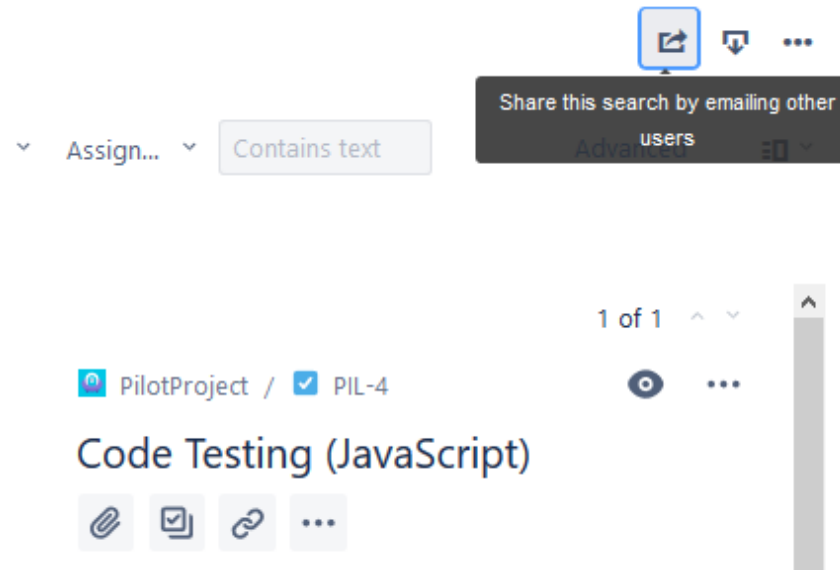 Share this search by emailing other
users
Assign...
Contains text
Advanced
1 of 1
PilotProject / PIL-4
Code Testing (JavaScript)